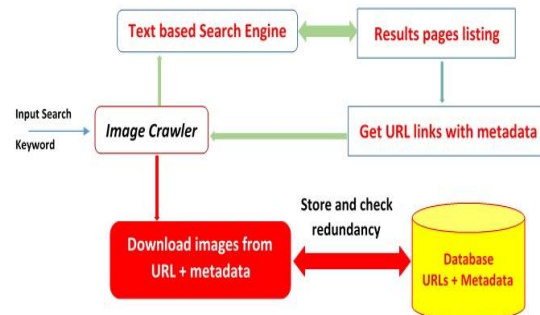 Text based Search Engine
Results pages listing
Input Search
Keyword
Image Crawler
Get URL links with metadata
Store and check
redundancy
Download images from
URL + metadata
Database
URLs + Metadata